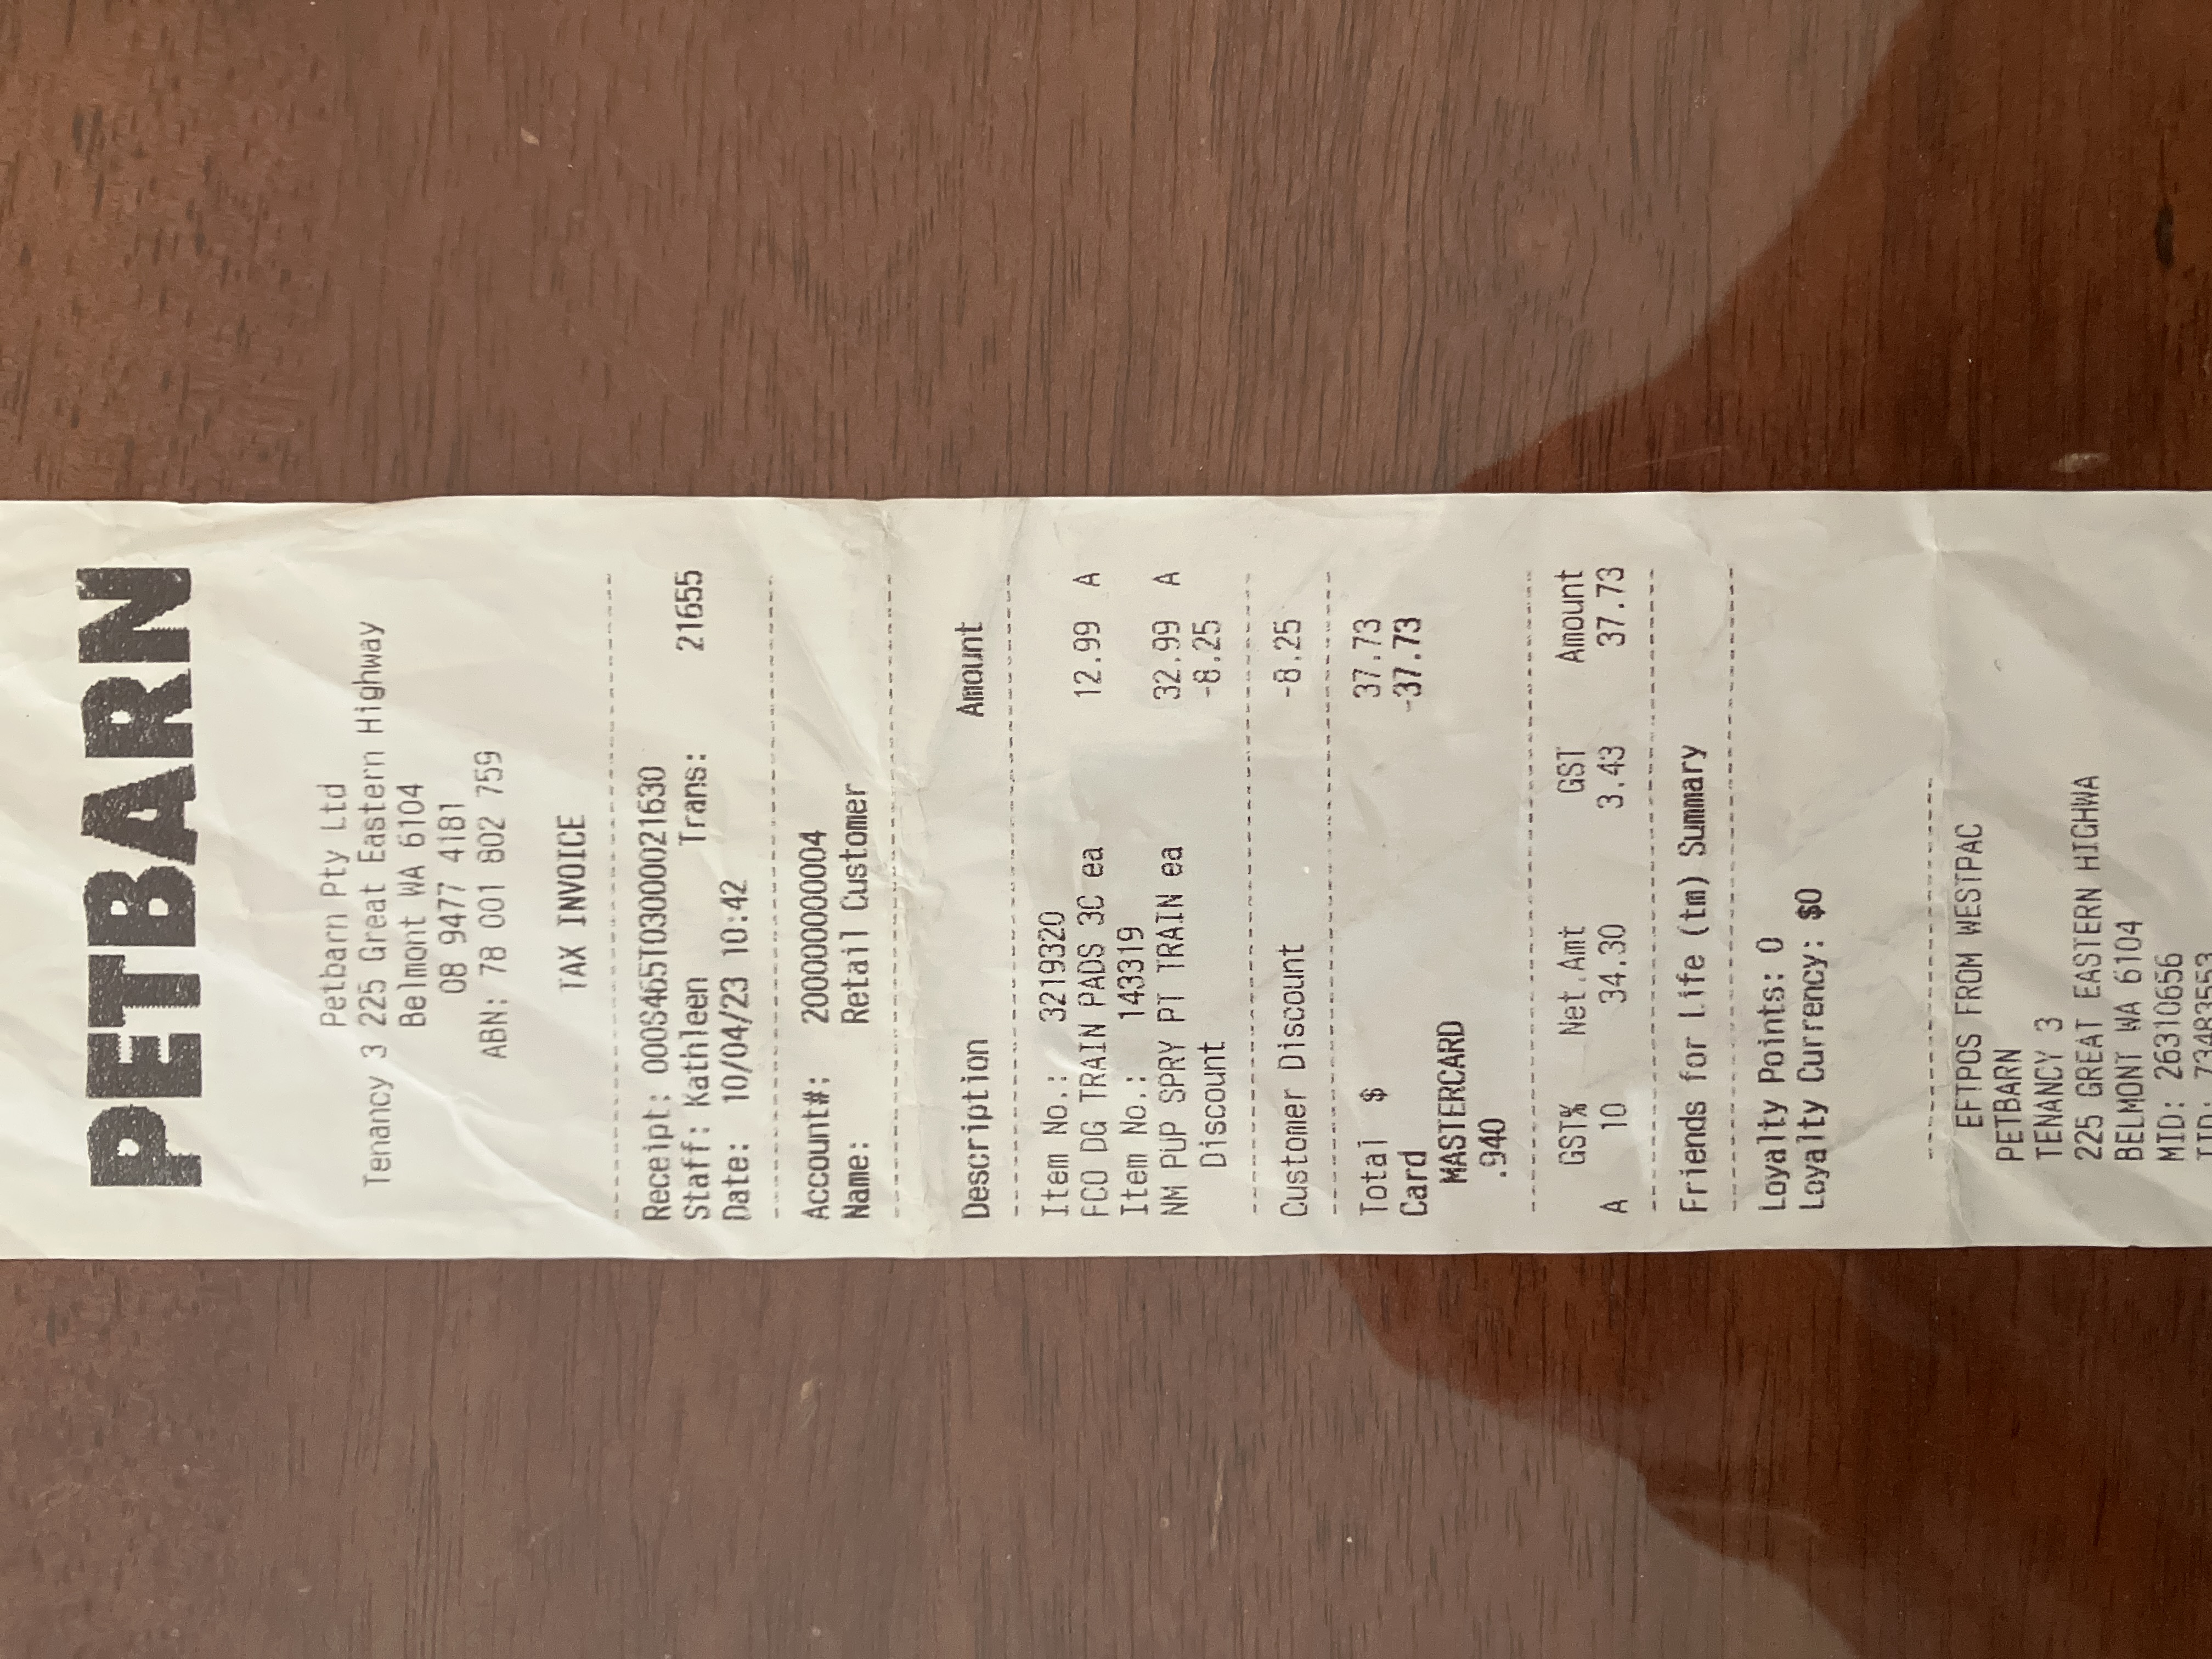 PETBARN
Petbarn Pty Ltd
Tenancy 3 225 Great Eastern Highway
Belmont WA 6104
08 9477 4181
ABN: 78 001 802 759
TAX INVOICE
Receipt: 000S465T03000021630
Staff: Kathleen Trans: 21655
Date: 10/04/23 10:42
Account#: 200000000004
Name: Retail Customer
Description Amount
Item No.: 3219320
FCO DG TRAIN PADS 3C ea 12.99 A
Item No.: 143319
NM PUP SPRY PT TRAIN ea 32.99 A
Discount -8.25
Customer Discount -8.25
Total $ 37.73
Card -37.73
MASTERCARD
.940
GST% Net.Amt GST Amount
A 10 34.30 3.43 37.73
Friends for Life (tm) Summary
Loyalty Points: 0
Loyalty Currency: $0
EFTPOS FROM WESTPAC
PETBARN
TENANCY 3
225 GREAT EASTERN HIGHWA
BELMONT WA 6104
MID: 26310656
TID: 73483553